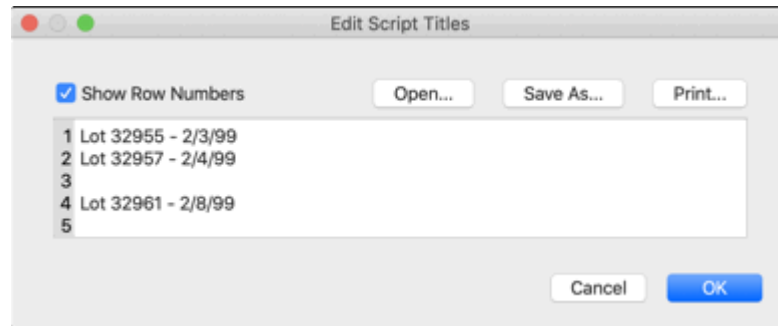 Edit Script Titles
Show Row Numbers Open... Save As... Print...
1 Lot 32955 - 2/3/99
2 Lot 32957 - 2/4/99
3
4 Lot 32961 - 2/8/99
5
Cancel OK